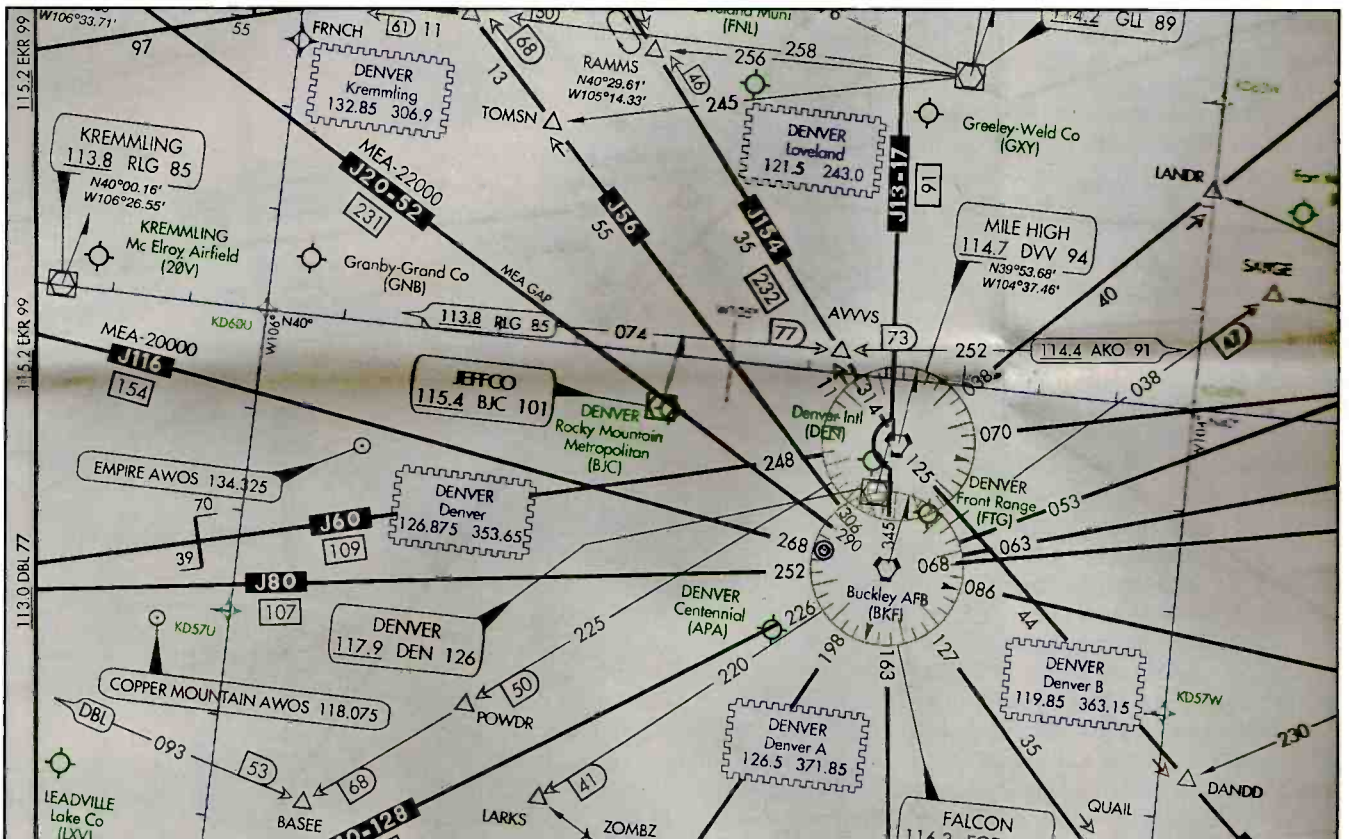 W106°33.71'
55
97
115.2 EKR 99
FRNCH
61
11
68
13
50
(FNL)
76°
114.2 GLL 89
258
256
245
RAMMS
N40°29.61'
W105°14.33'
46
TOMSN
DENVER
Kremmling
132.85 306.9
DENVER
Loveland
121.5 243.0
Greeley-Weld Co
(GXY)
LANDR
KREMMLING
113.8 RLG 85
N40°00.16'
W106°26.55'
KREMMLING
Mc Elroy Airfield
(20V)
Granby-Grand Co
(GNB)
MEA-22000
J20-52
231
MEA GAP
J56
55
J154
35
232
J13-17
91
MILE HIGH
114.7 DVV 94
N39°53.68'
W104°37.46'
40
KD60U
N40°
W106°
113.8 RLG 85
074
77
AVVVS
73
252
114.4 AKO 91
038
038
47
115.2 EKR 99
MEA-20000
J116
154
JEFFCO
115.4 BJC 101
DENVER
Rocky Mountain
Metropolitan
(BJC)
Denver Intl
(DEN)
11
314
125
070
053
063
068
086
DENVER
Front Range
(FTG)
EMPIRE AWOS 134.325
70
39
J60
109
DENVER
Denver
126.875 353.65
248
306
290
268
252
345
Buckley AFB
(BKF)
44
113.0 DBL 77
J80
107
KD57U
DENVER
117.9 DEN 126
225
DENVER
Centennial
(APA)
226
220
198
163
127
COPPER MOUNTAIN AWOS 118.075
50
POWDR
DENVER
Denver A
126.5 371.85
DENVER
Denver B
119.85 363.15
KD57W
35
230
DBL
093
53
68
BASEE
41
LARKS
ZOMBZ
QUAIL
DANDD
LEADVILLE
Lake Co
(LXV)
0-128
FALCON